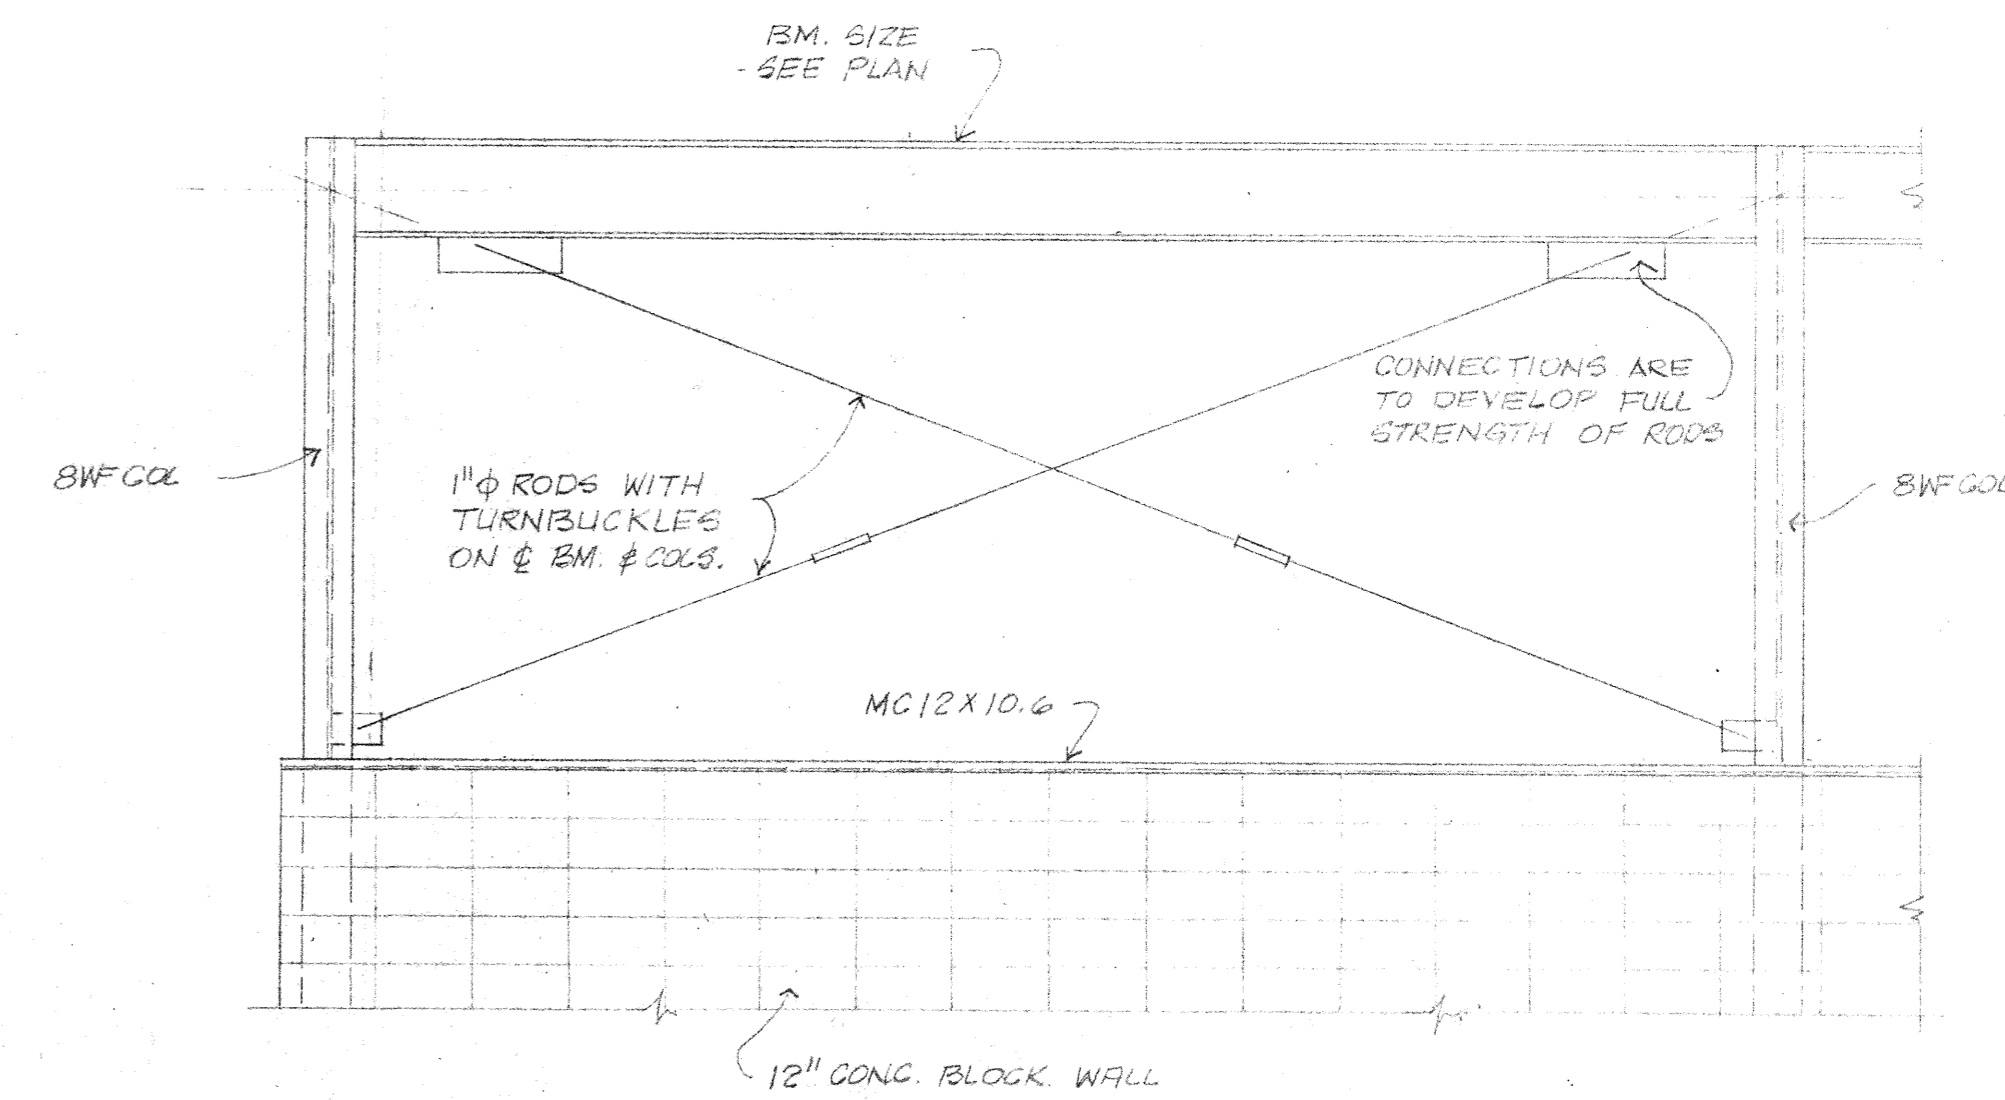 BM. SIZE
- SEE PLAN
CONNECTIONS ARE
TO DEVELOP FULL
STRENGTH OF RODS
8WF COL
1"⌀ RODS WITH
TURNBUCKLES
ON ℄ BM. & COLS.
8WF COL
MC12X10.6
12" CONC. BLOCK. WALL